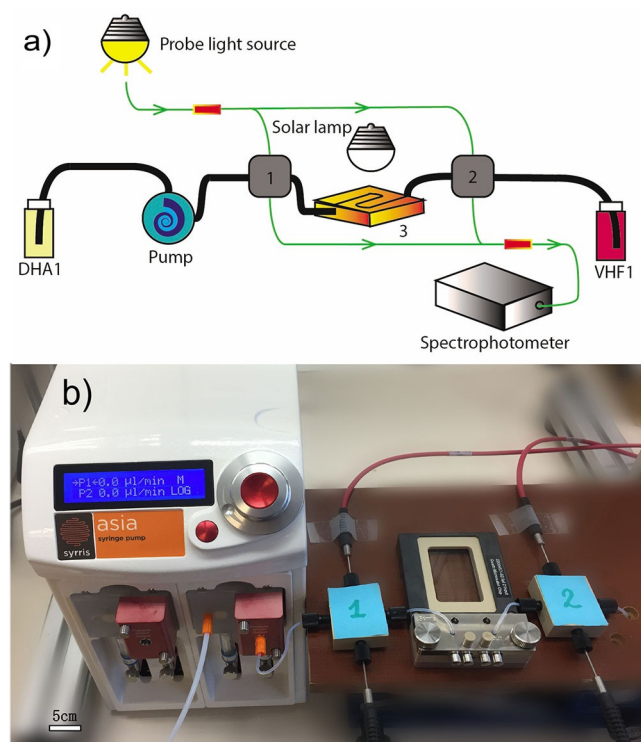 a)
Probe light source
Solar lamp
1
2
3
DHA1
Pump
VHF1
Spectrophotometer
b)
→P1←0.0 µl/min M
P2 0.0 µl/min LOG
syrris
asia
syringe pump
1
2
5cm